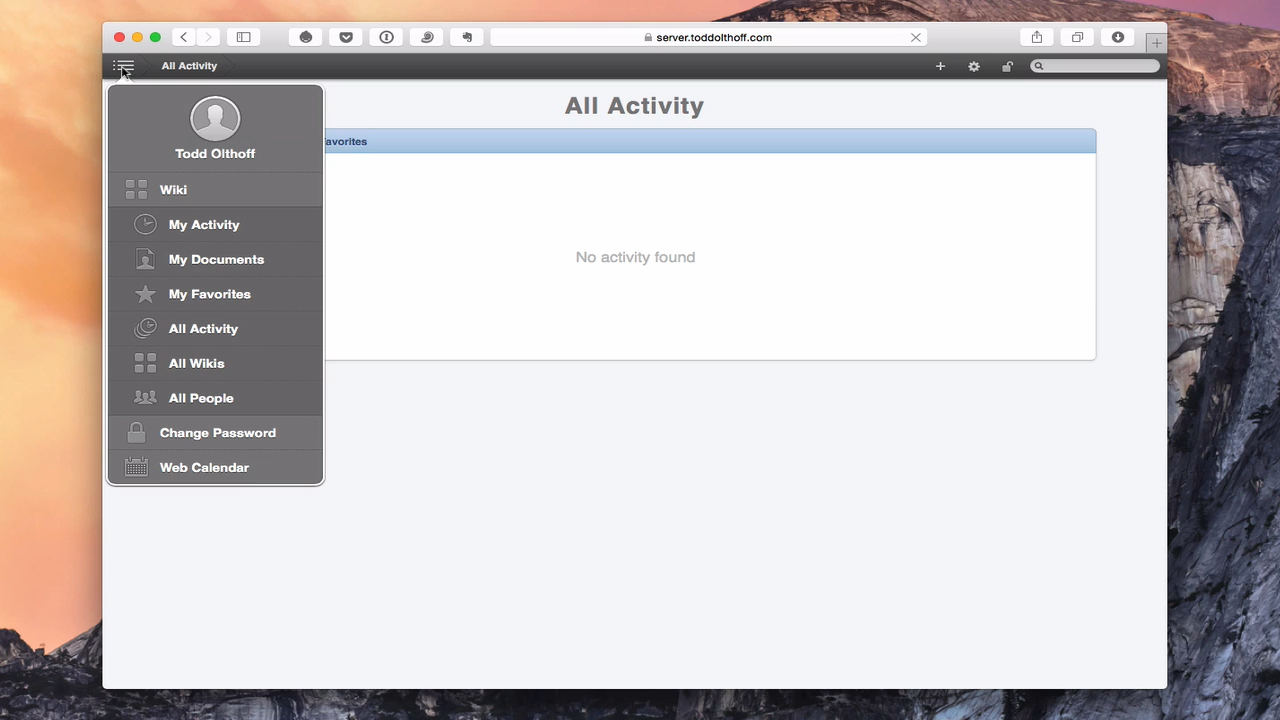 server.toddolthoff.com
All Activity
All Activity
avorites
No activity found
Todd Olthoff
Wiki
My Activity
My Documents
My Favorites
All Activity
All Wikis
All People
Change Password
Web Calendar